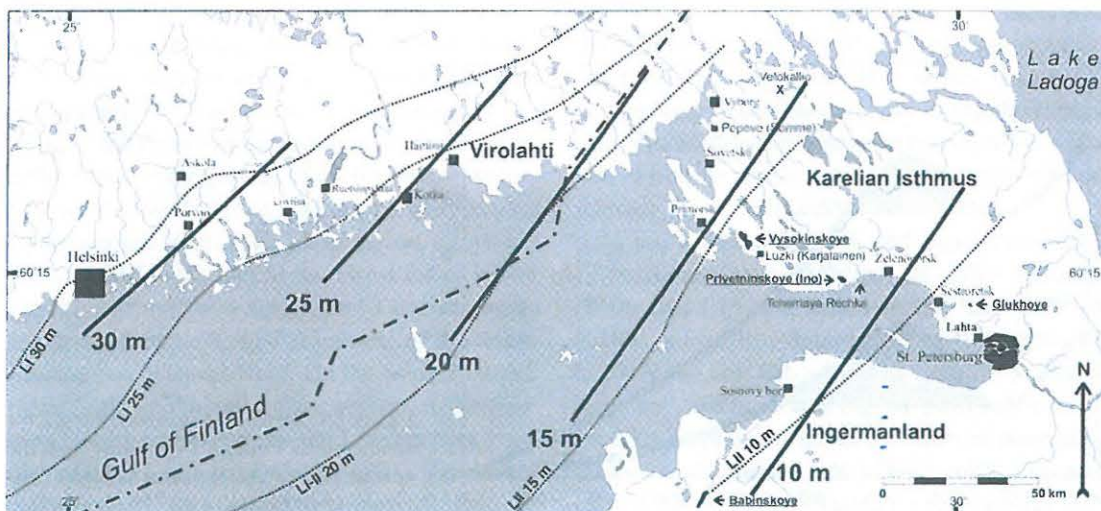 25
30
Lake
Ladoga
Vetokallio
X
Vyborg
Popovo (Somme)
Sovetski
Hamina
Virolahti
Askola
Karelian Isthmus
Kotka
Porvoo
Primorsk
Vysokinskoye
Luzki (Karjalainen)
Helsinki
60 15
Zelenogorsk
60 15
Privetninskoye (Ino)
Tchernaya Rechka
25 m
Sestroretsk
Glukhoye
30 m
Lahta
20 m
St. Petersburg
LI 30 m
N
LI 25 m
Sosnovy bor
Gulf of Finland
15 m
Ingermanland
LI-II 20 m
LII 15 m
LII 10 m
10 m
25
Babinskoye
0
30
50 km